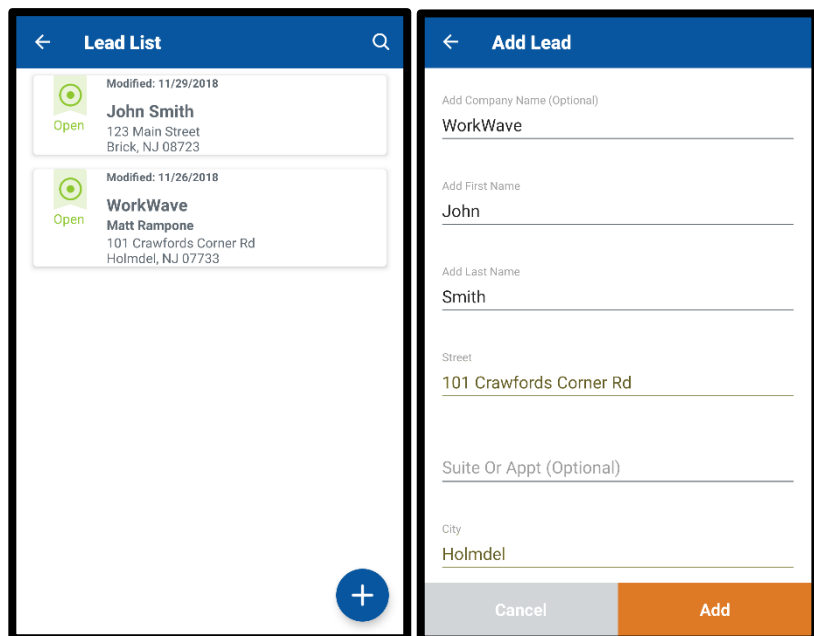 Lead List
Modified: 11/29/2018
John Smith
Open
123 Main Street
Brick, NJ 08723
Modified: 11/26/2018
WorkWave
Open
Matt Rampone
101 Crawfords Corner Rd
Holmdel, NJ 07733
Add Lead
Add Company Name (Optional)
WorkWave
Add First Name
John
Add Last Name
Smith
Street
101 Crawfords Corner Rd
Suite Or Appt (Optional)
City
Holmdel
Cancel
Add